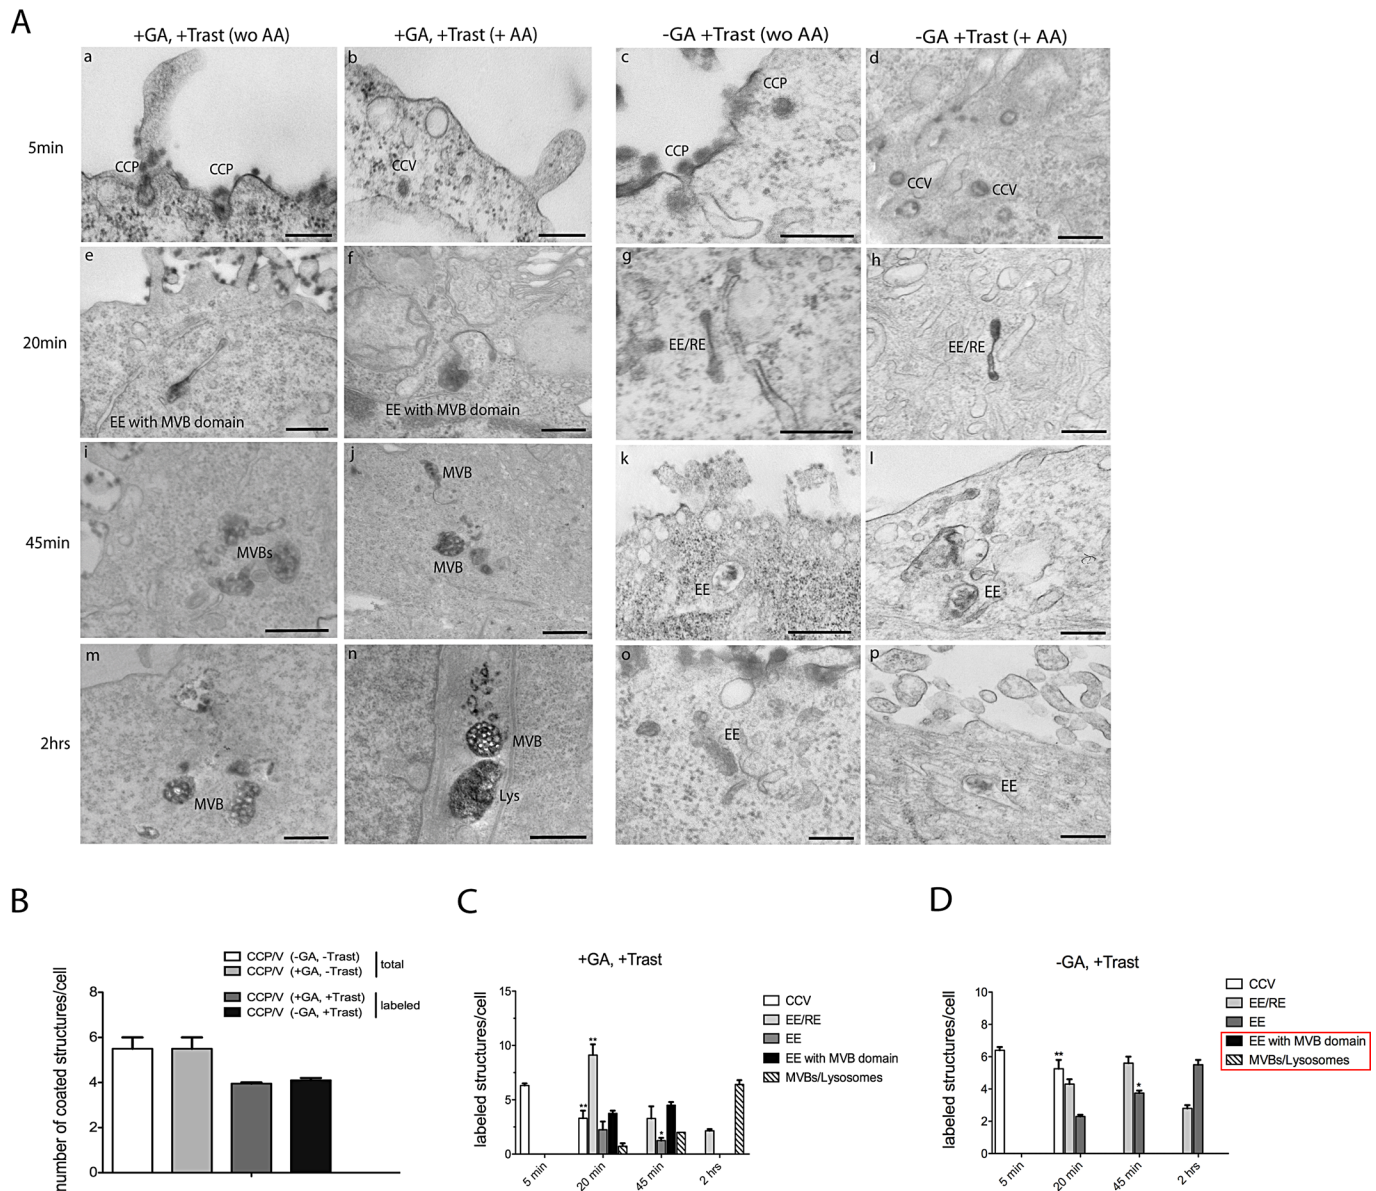 A
+GA, +Trast (wo AA)
+GA, +Trast (+ AA)
-GA +Trast (wo AA)
-GA +Trast (+ AA)
5min
a
CCP
CCP
b
CCV
c
CCP
CCP
d
CCV
CCV
20min
e
EE with MVB domain
f
EE with MVB domain
g
EE/RE
h
EE/RE
45min
i
MVBs
j
MVB
MVB
k
EE
l
EE
2hrs
m
MVB
n
MVB
Lys
o
EE
p
EE
B
number of coated structures/cell
8
6
4
2
0
CCP/V (-GA, -Trast)
CCP/V (+GA, -Trast)
total
CCP/V (+GA, +Trast)
CCP/V (-GA, +Trast)
labeled
C
+GA, +Trast
labeled structures/cell
15
10
5
0
**
**
*
5 min
20 min
45 min
2 hrs
CCV
EE/RE
EE
EE with MVB domain
MVBs/Lysosomes
D
-GA, +Trast
labeled structures/cell
10
8
6
4
2
0
**
*
5 min
20 min
45 min
2 hrs
CCV
EE/RE
EE
EE with MVB domain
MVBs/Lysosomes